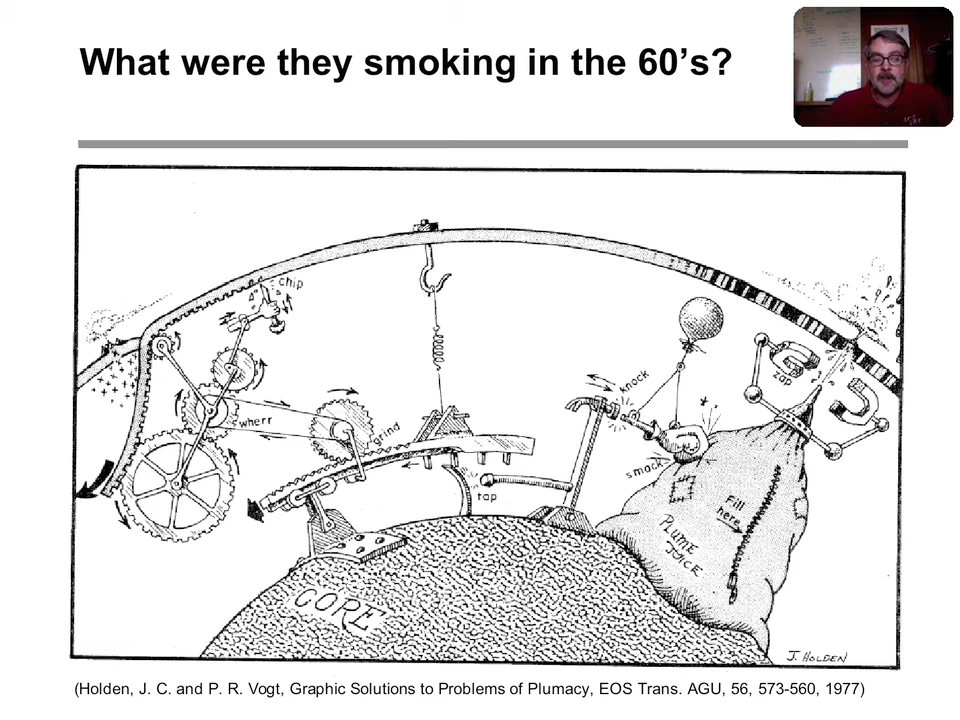 What were they smoking in the 60’s?
chip
knock
zap
wherr
grind
smack
tap
Fill
here
PLUME
JUICE
CORE
J. HOLDEN
(Holden, J. C. and P. R. Vogt, Graphic Solutions to Problems of Plumacy, EOS Trans. AGU, 56, 573-560, 1977)